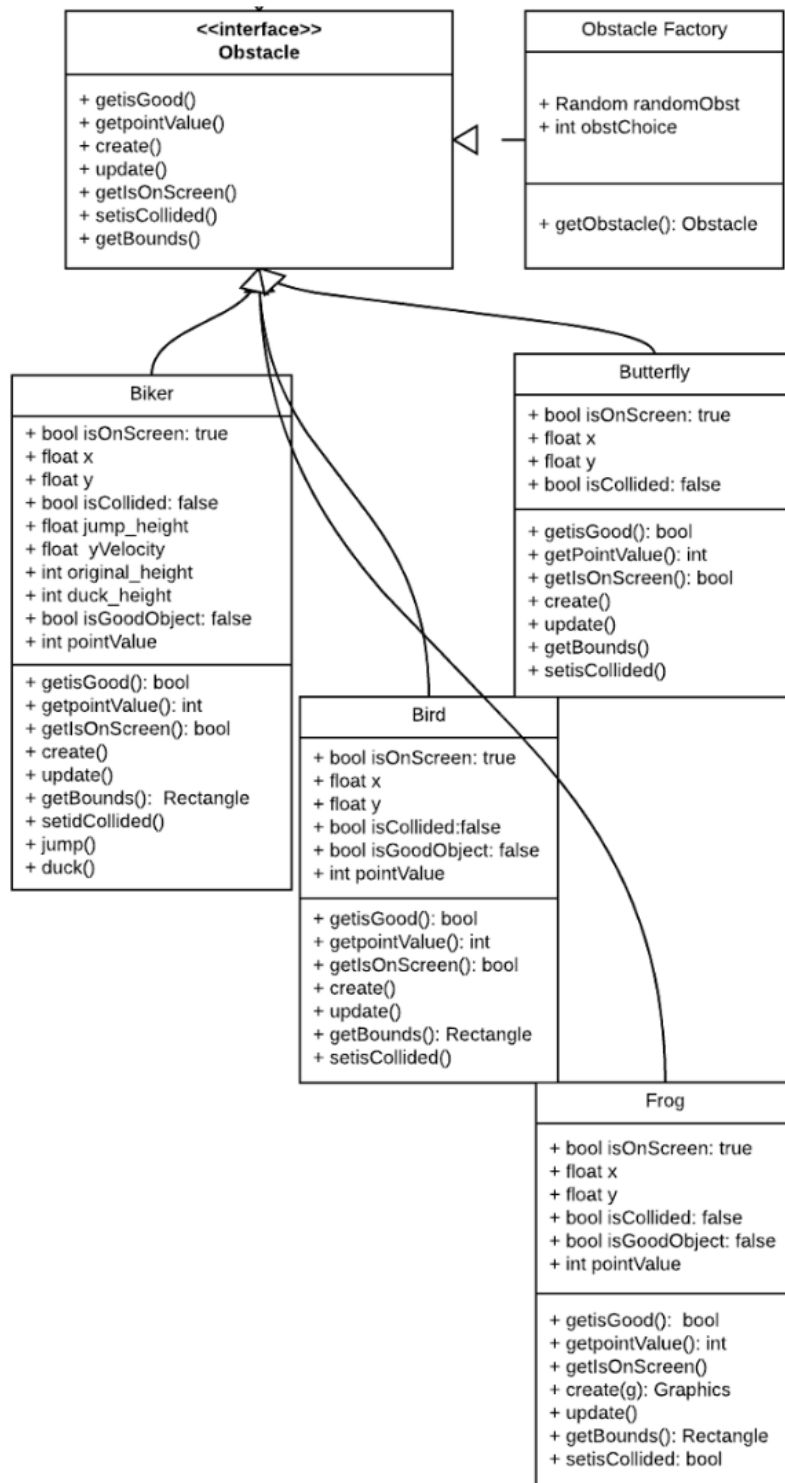 <<interface>>
Obstacle
+ getisGood()
+ getpointValue()
+ create()
+ update()
+ getIsOnScreen()
+ setisCollided()
+ getBounds()
Obstacle Factory
+ Random randomObst
+ int obstChoice
+ getObstacle(): Obstacle
Biker
+ bool isOnScreen: true
+ float x
+ float y
+ bool isCollided: false
+ float jump_height
+ float yVelocity
+ int original_height
+ int duck_height
+ bool isGoodObject: false
+ int pointValue
+ getisGood(): bool
+ getpointValue(): int
+ getIsOnScreen(): bool
+ create()
+ update()
+ getBounds(): Rectangle
+ setidCollided()
+ jump()
+ duck()
Butterfly
+ bool isOnScreen: true
+ float x
+ float y
+ bool isCollided: false
+ getisGood(): bool
+ getPointValue(): int
+ getIsOnScreen(): bool
+ create()
+ update()
+ getBounds()
+ setisCollided()
Bird
+ bool isOnScreen: true
+ float x
+ float y
+ bool isCollided:false
+ bool isGoodObject: false
+ int pointValue
+ getisGood(): bool
+ getpointValue(): int
+ getIsOnScreen(): bool
+ create()
+ update()
+ getBounds(): Rectangle
+ setisCollided()
Frog
+ bool isOnScreen: true
+ float x
+ float y
+ bool isCollided: false
+ bool isGoodObject: false
+ int pointValue
+ getisGood(): bool
+ getpointValue(): int
+ getIsOnScreen()
+ create(g): Graphics
+ update()
+ getBounds(): Rectangle
+ setisCollided: bool